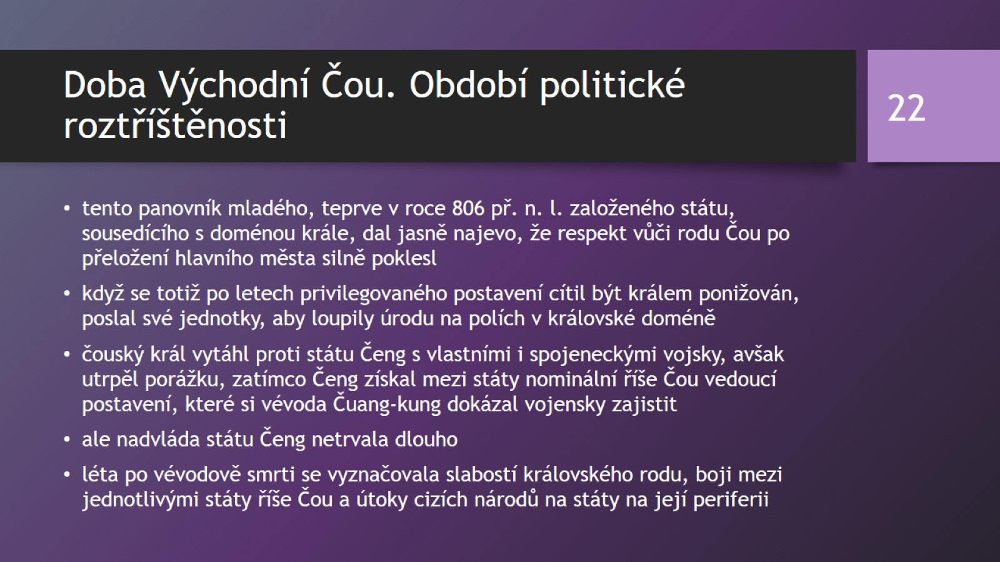 Doba Východní Čou. Období politické
roztříštěnosti
22
• tento panovník mladého, teprve v roce 806 př. n. l. založeného státu,
sousedícího s doménou krále, dal jasně najevo, že respekt vůči rodu Čou po
přeložení hlavního města silně poklesl
• když se totiž po letech privilegovaného postavení cítil být králem ponižován,
poslal své jednotky, aby loupily úrodu na polích v královské doméně
• čouský král vytáhl proti státu Čeng s vlastními i spojeneckými vojsky, avšak
utrpěl porážku, zatímco Čeng získal mezi státy nominální říše Čou vedoucí
postavení, které si vévoda Čuang-kung dokázal vojensky zajistit
• ale nadvláda státu Čeng netrvala dlouho
• léta po vévodově smrti se vyznačovala slabostí královského rodu, boji mezi
jednotlivými státy říše Čou a útoky cizích národů na státy na její periferii